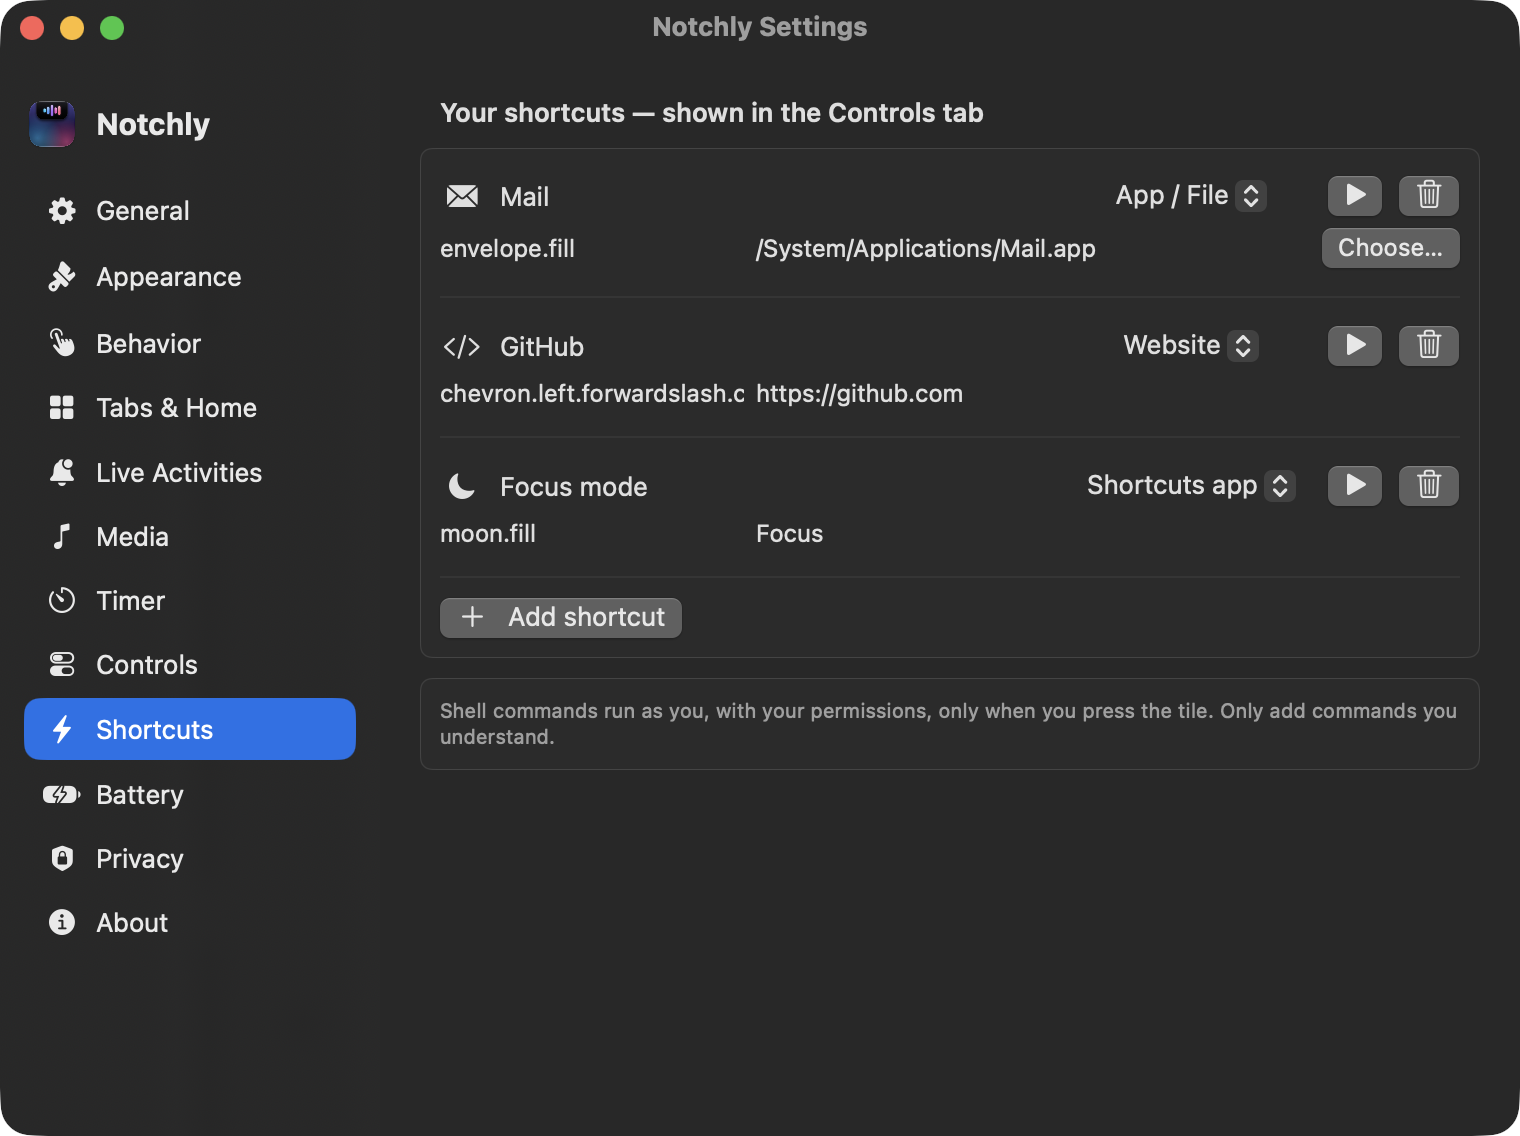 Notchly Settings
Notchly
General
Appearance
Behavior
Tabs & Home
Live Activities
Media
Timer
Controls
Shortcuts
Battery
Privacy
About
Your shortcuts — shown in the Controls tab
Mail App / File
envelope.fill /System/Applications/Mail.app Choose...
GitHub Website
chevron.left.forwardslash.c https://github.com
Focus mode Shortcuts app
moon.fill Focus
Add shortcut
Shell commands run as you, with your permissions, only when you press the tile. Only add commands you
understand.